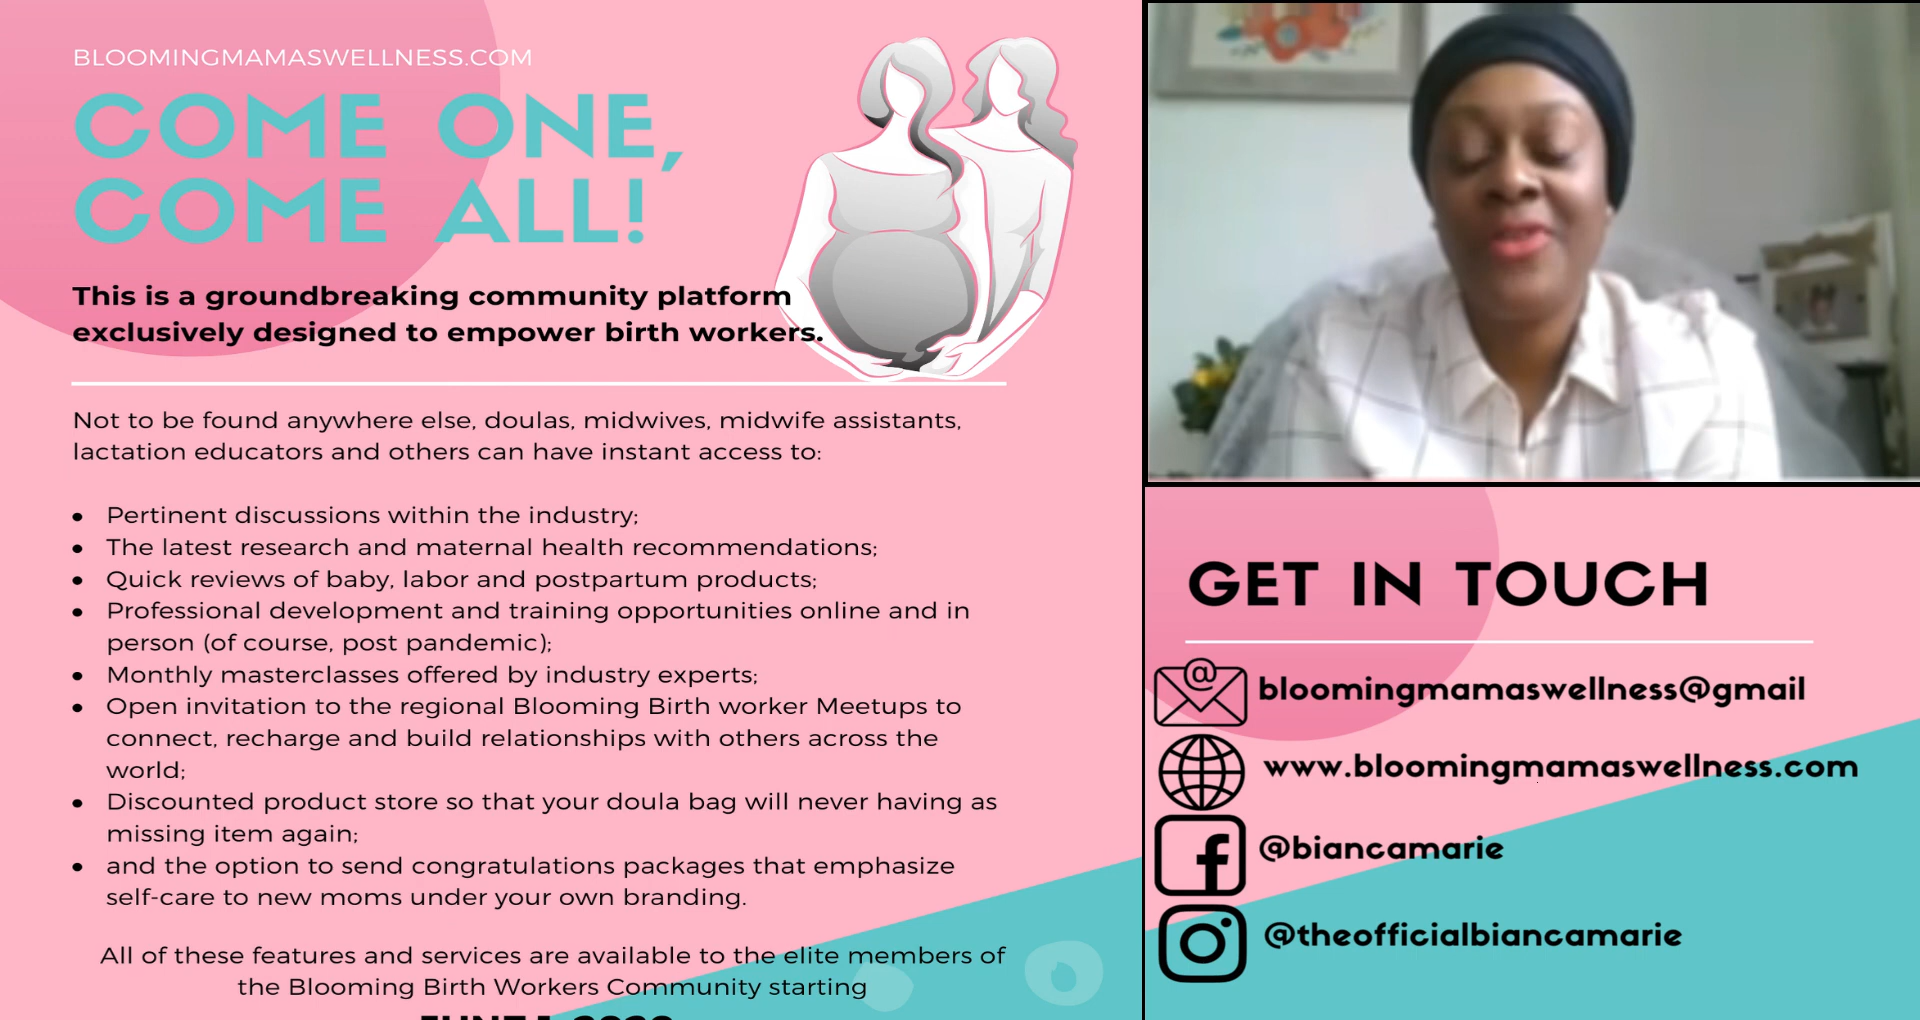 BLOOMINGMAMASWELLNESS.COM
COME ONE,
COME ALL!
This is a groundbreaking community platform
exclusively designed to empower birth workers.
Not to be found anywhere else, doulas, midwives, midwife assistants,
lactation educators and others can have instant access to:
• Pertinent discussions within the industry;
• The latest research and maternal health recommendations;
• Quick reviews of baby, labor and postpartum products;
• Professional development and training opportunities online and in
person (of course, post pandemic);
• Monthly masterclasses offered by industry experts;
• Open invitation to the regional Blooming Birth worker Meetups to
connect, recharge and build relationships with others across the
world;
• Discounted product store so that your doula bag will never having as
missing item again;
• and the option to send congratulations packages that emphasize
self-care to new moms under your own branding.
All of these features and services are available to the elite members of
the Blooming Birth Workers Community starting
GET IN TOUCH
bloomingmamaswellness@gmail
www.bloomingmamaswellness.com
@biancamarie
@theofficialbiancamarie